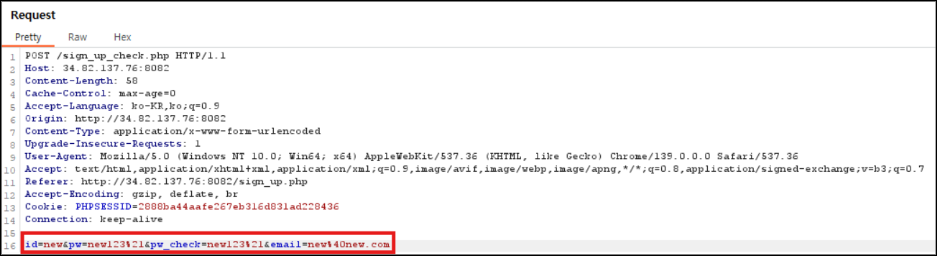 Request
Pretty Raw Hex
1 POST /sign_up_check.php HTTP/1.1
2 Host: 34.82.137.76:8082
3 Content-Length: 58
4 Cache-Control: max-age=0
5 Accept-Language: ko-KR,ko;q=0.9
6 Origin: http://34.82.137.76:8082
7 Content-Type: application/x-www-form-urlencoded
8 Upgrade-Insecure-Requests: 1
9 User-Agent: Mozilla/5.0 (Windows NT 10.0; Win64; x64) AppleWebKit/537.36 (KHTML, like Gecko) Chrome/139.0.0.0 Safari/537.36
10 Accept: text/html,application/xhtml+xml,application/xml;q=0.9,image/avif,image/webp,image/apng,*/*;q=0.8,application/signed-exchange;v=b3;q=0.7
11 Referer: http://34.82.137.76:8082/sign_up.php
12 Accept-Encoding: gzip, deflate, br
13 Cookie: PHPSESSID=2888ba44aafe267eb316d831ad228436
14 Connection: keep-alive
15
16 id=new&pw=new123%21&pw_check=new123%21&email=new%40new.com